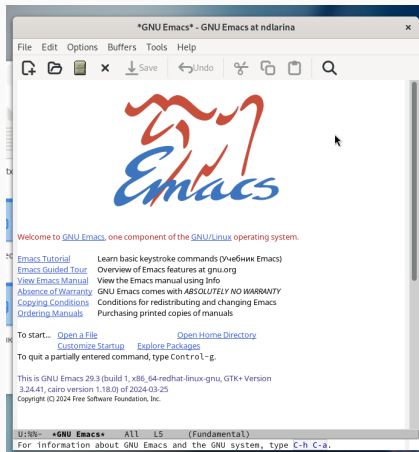 *GNU Emacs* - GNU Emacs at ndlarina
File Edit Options Buffers Tools Help
Save Undo
Emacs
Welcome to GNU Emacs, one component of the GNU/Linux operating system.
Emacs Tutorial Learn basic keystroke commands (Учебник Emacs)
Emacs Guided Tour Overview of Emacs features at gnu.org
View Emacs Manual View the Emacs manual using Info
Absence of Warranty GNU Emacs comes with ABSOLUTELY NO WARRANTY
Copying Conditions Conditions for redistributing and changing Emacs
Ordering Manuals Purchasing printed copies of manuals
To start... Open a File Open Home Directory
Customize Startup Explore Packages
To quit a partially entered command, type Control-g.
This is GNU Emacs 29.3 (build 1, x86_64-redhat-linux-gnu, GTK+ Version
3.24.41, cairo version 1.18.0) of 2024-03-25
Copyright (C) 2024 Free Software Foundation, Inc.
U:%%- *GNU Emacs* All L5 (Fundamental)
For information about GNU Emacs and the GNU system, type C-h C-a.